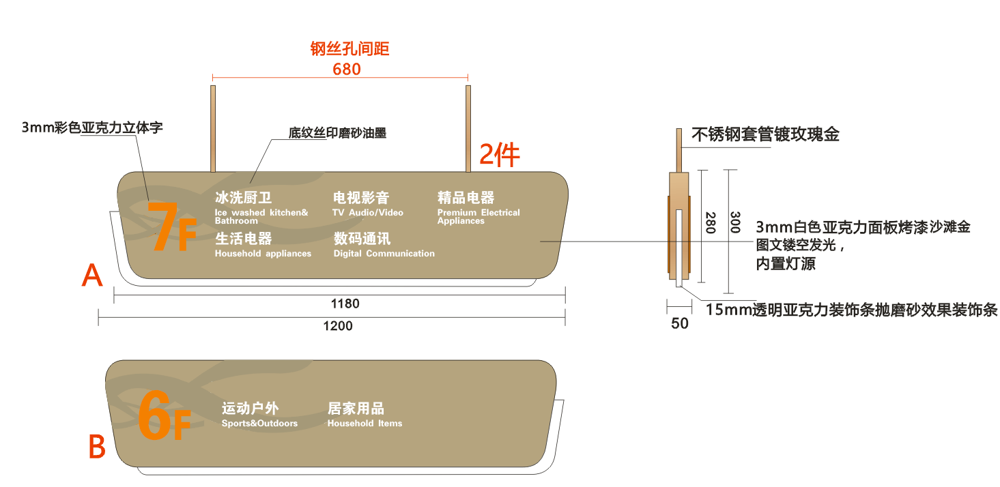 钢丝孔间距
680
3mm彩色亚克力立体字
底纹丝印磨砂油墨
2件
不锈钢套管镀玫瑰金
7F
冰洗厨卫
Ice washed kitchen&
Bathroom
电视影音
TV Audio/Video
精品电器
Premium Electrical
Appliances
生活电器
Household appliances
数码通讯
Digital Communication
A
1180
1200
280
300
3mm白色亚克力面板烤漆沙滩金
图文镂空发光，
内置灯源
15mm透明亚克力装饰条抛磨砂效果装饰条
50
6F
运动户外
Sports&Outdoors
居家用品
Household Items
B